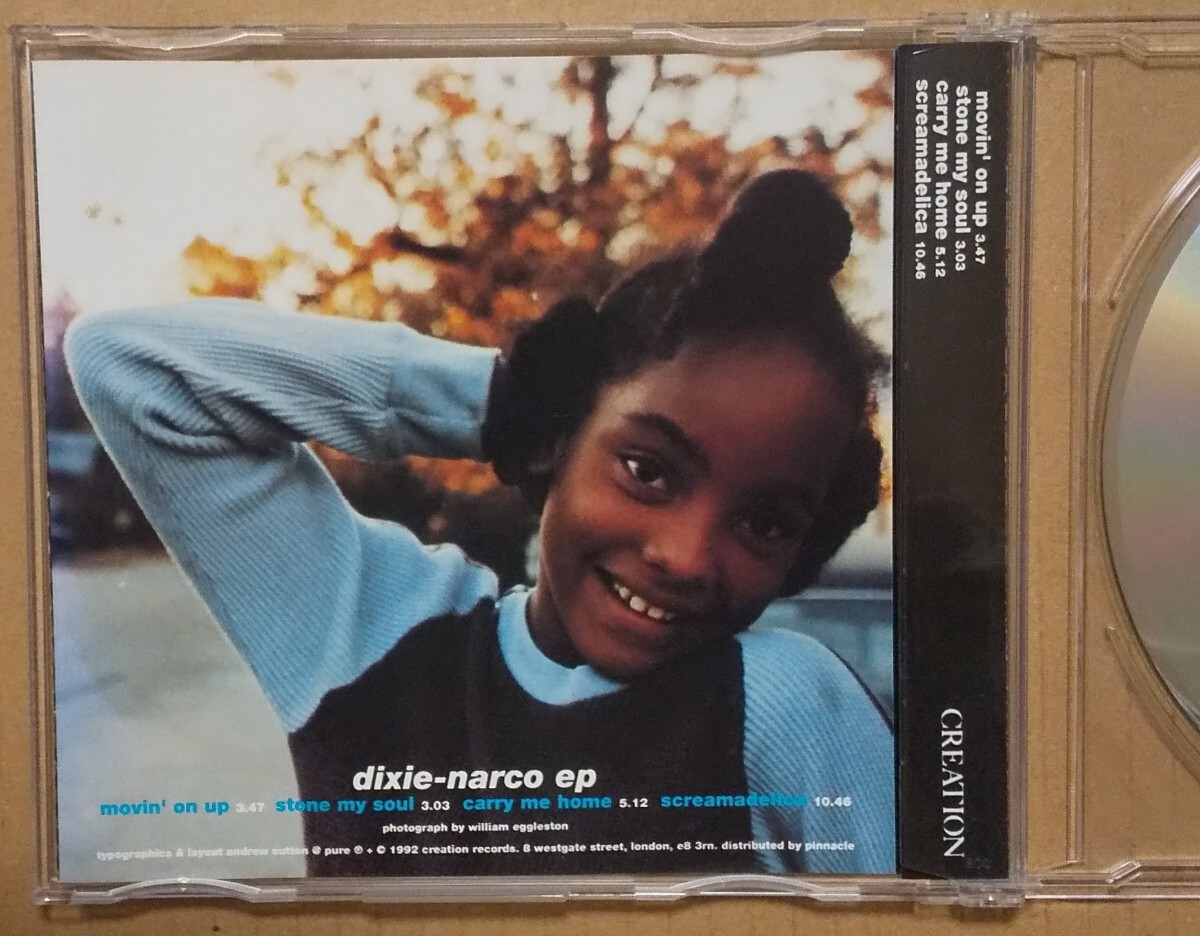 dixie-narco ep
movin' on up 3.47 stone my soul 3.03 carry me home 5.12 screamadelica 10.46
photograph by william eggleston
typographics & layout andrew sutton @ pure ℗ + © 1992 creation records. 8 westgate street, london, e8 3rn. distributed by pinnacle
movin' on up 3.47
stone my soul 3.03
carry me home 5.12
screamadelica 10.46
CREATION